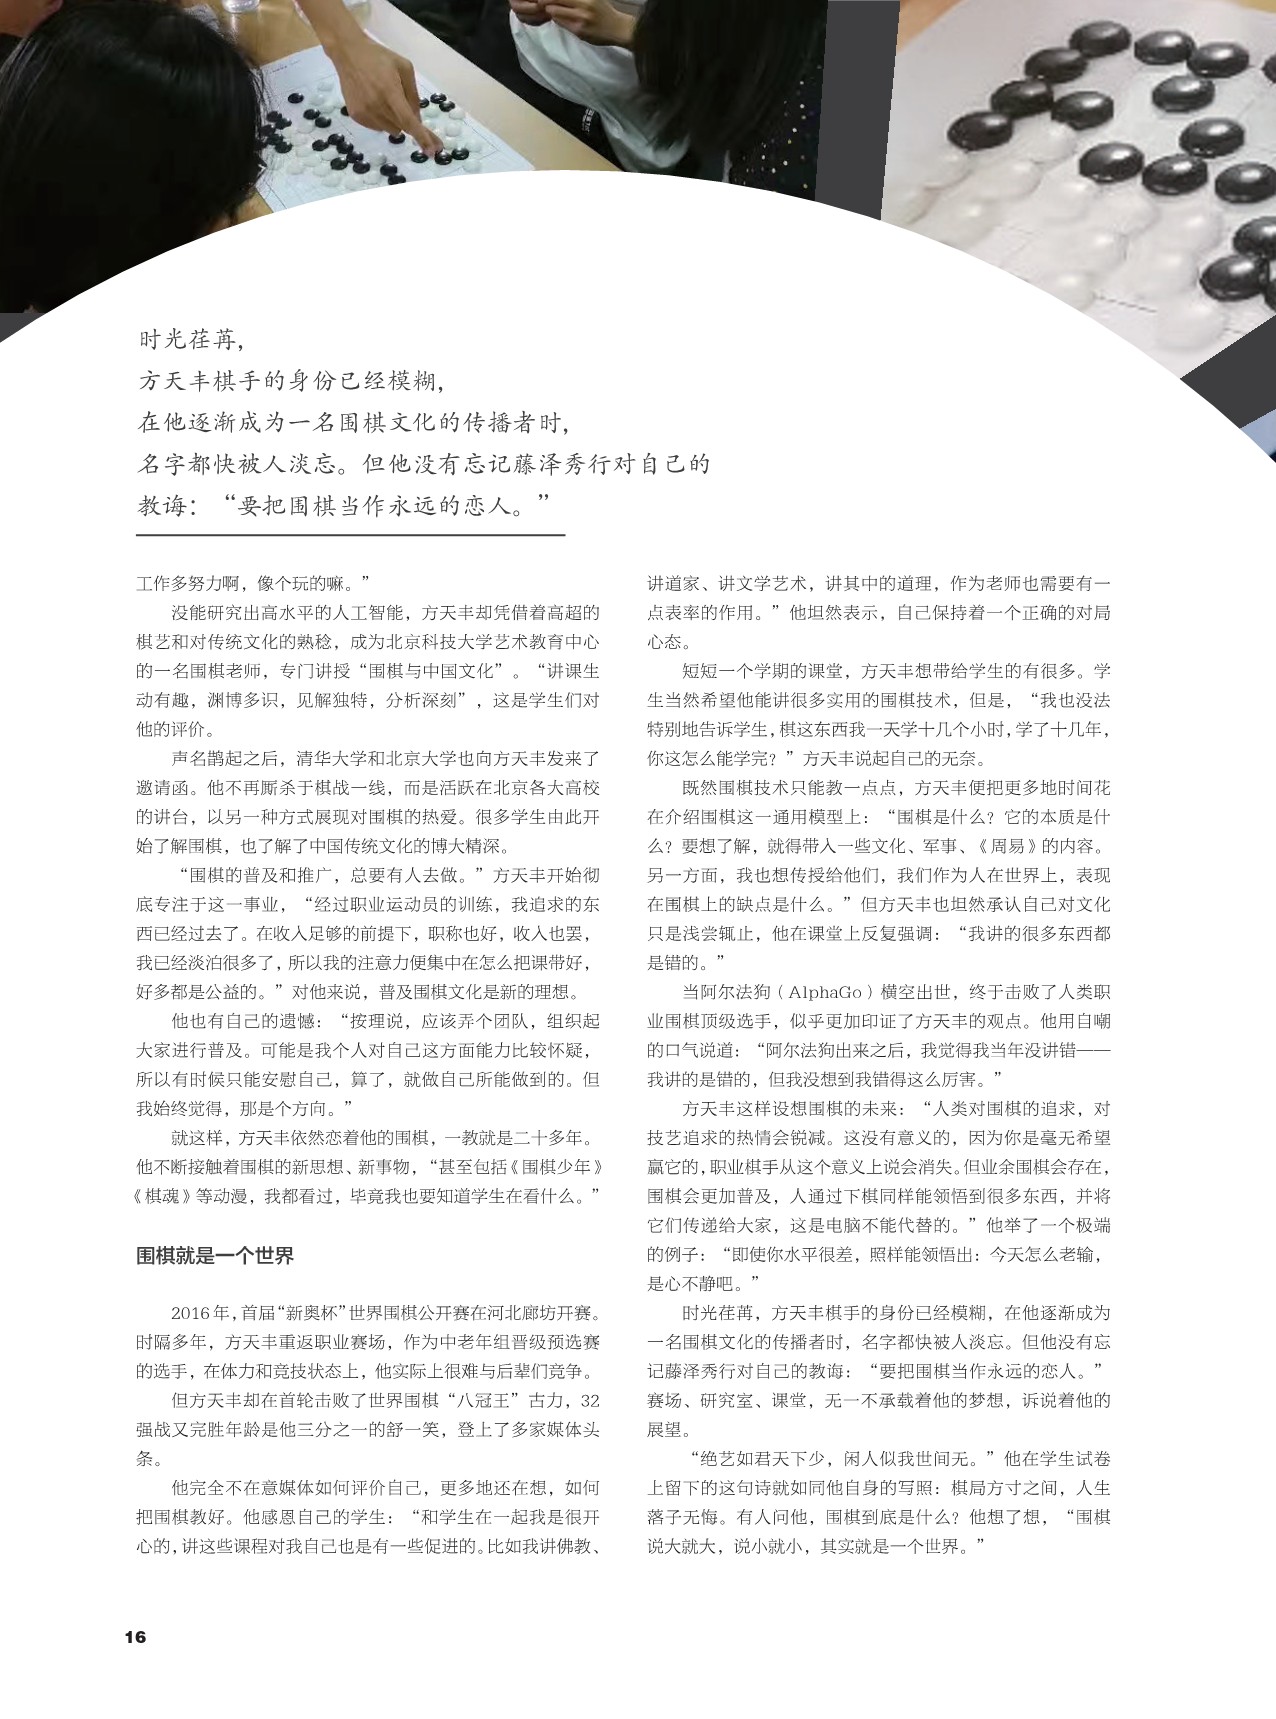 时光荏苒，
方天丰棋手的身份已经模糊，
在他逐渐成为一名围棋文化的传播者时，
名字都快被人淡忘。但他没有忘记藤泽秀行对自己的
教诲：“要把围棋当作永远的恋人。”
工作多努力啊，像个玩的嘛。”
没能研究出高水平的人工智能，方天丰却凭借着高超的
棋艺和对传统文化的熟稔，成为北京科技大学艺术教育中心
的一名围棋老师，专门讲授“围棋与中国文化”。“讲课生
动有趣，渊博多识，见解独特，分析深刻”，这是学生们对
他的评价。
声名鹊起之后，清华大学和北京大学也向方天丰发来了
邀请函。他不再厮杀于棋战一线，而是活跃在北京各大高校
的讲台，以另一种方式展现对围棋的热爱。很多学生由此开
始了解围棋，也了解了中国传统文化的博大精深。
“围棋的普及和推广，总要有人去做。”方天丰开始彻
底专注于这一事业，“经过职业运动员的训练，我追求的东
西已经过去了。在收入足够的前提下，职称也好，收入也罢，
我已经淡泊很多了，所以我的注意力便集中在怎么把课带好，
好多都是公益的。”对他来说，普及围棋文化是新的理想。
他也有自己的遗憾：“按理说，应该弄个团队，组织起
大家进行普及。可能是我个人对自己这方面能力比较怀疑，
所以有时候只能安慰自己，算了，就做自己所能做到的。但
我始终觉得，那是个方向。”
就这样，方天丰依然恋着他的围棋，一教就是二十多年。
他不断接触着围棋的新思想、新事物，“甚至包括《围棋少年》
《棋魂》等动漫，我都看过，毕竟我也要知道学生在看什么。”
围棋就是一个世界
2016年，首届“新奥杯”世界围棋公开赛在河北廊坊开赛。
时隔多年，方天丰重返职业赛场，作为中老年组晋级预选赛
的选手，在体力和竞技状态上，他实际上很难与后辈们竞争。
但方天丰却在首轮击败了世界围棋“八冠王”古力，32
强战又完胜年龄是他三分之一的舒一笑，登上了多家媒体头
条。
他完全不在意媒体如何评价自己，更多地还在想，如何
把围棋教好。他感恩自己的学生：“和学生在一起我是很开
心的，讲这些课程对我自己也是有一些促进的。比如我讲佛教、
讲道家、讲文学艺术，讲其中的道理，作为老师也需要有一
点表率的作用。”他坦然表示，自己保持着一个正确的对局
心态。
短短一个学期的课堂，方天丰想带给学生的有很多。学
生当然希望他能讲很多实用的围棋技术，但是，“我也没法
特别地告诉学生，棋这东西我一天学十几个小时，学了十几年，
你这怎么能学完？”方天丰说起自己的无奈。
既然围棋技术只能教一点点，方天丰便把更多地时间花
在介绍围棋这一通用模型上：“围棋是什么？它的本质是什
么？要想了解，就得带入一些文化、军事、《周易》的内容。
另一方面，我也想传授给他们，我们作为人在世界上，表现
在围棋上的缺点是什么。”但方天丰也坦然承认自己对文化
只是浅尝辄止，他在课堂上反复强调：“我讲的很多东西都
是错的。”
当阿尔法狗（AlphaGo）横空出世，终于击败了人类职
业围棋顶级选手，似乎更加印证了方天丰的观点。他用自嘲
的口气说道：“阿尔法狗出来之后，我觉得我当年没讲错——
我讲的是错的，但我没想到我错得这么厉害。”
方天丰这样设想围棋的未来：“人类对围棋的追求，对
技艺追求的热情会锐减。这没有意义的，因为你是毫无希望
赢它的，职业棋手从这个意义上说会消失。但业余围棋会存在，
围棋会更加普及，人通过下棋同样能领悟到很多东西，并将
它们传递给大家，这是电脑不能代替的。”他举了一个极端
的例子：“即使你水平很差，照样能领悟出：今天怎么老输，
是心不静吧。”
时光荏苒，方天丰棋手的身份已经模糊，在他逐渐成为
一名围棋文化的传播者时，名字都快被人淡忘。但他没有忘
记藤泽秀行对自己的教诲：“要把围棋当作永远的恋人。”
赛场、研究室、课堂，无一不承载着他的梦想，诉说着他的
展望。
“绝艺如君天下少，闲人似我世间无。”他在学生试卷
上留下的这句诗就如同他自身的写照：棋局方寸之间，人生
落子无悔。有人问他，围棋到底是什么？他想了想，“围棋
说大就大，说小就小，其实就是一个世界。”
16